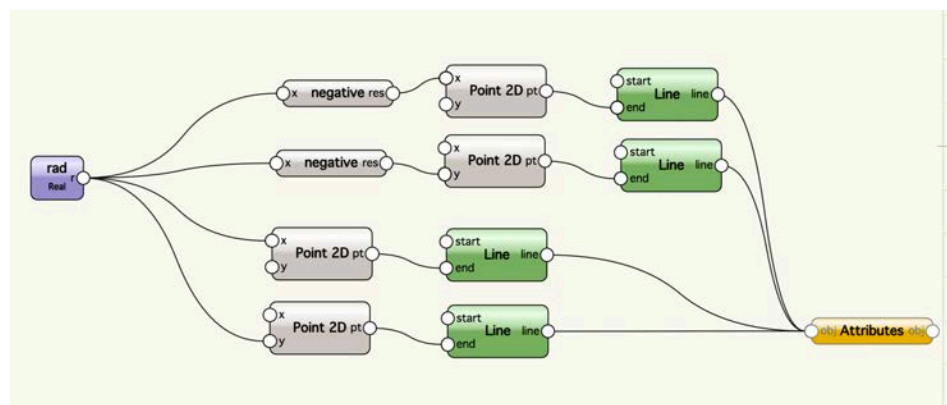 x negative res
x
y
Point 2D pt
start
end
Line line
rad
Real
r
x negative res
x
y
Point 2D pt
start
end
Line line
x
y
Point 2D pt
start
end
Line line
x
y
Point 2D pt
start
end
Line line
obj Attributes obj